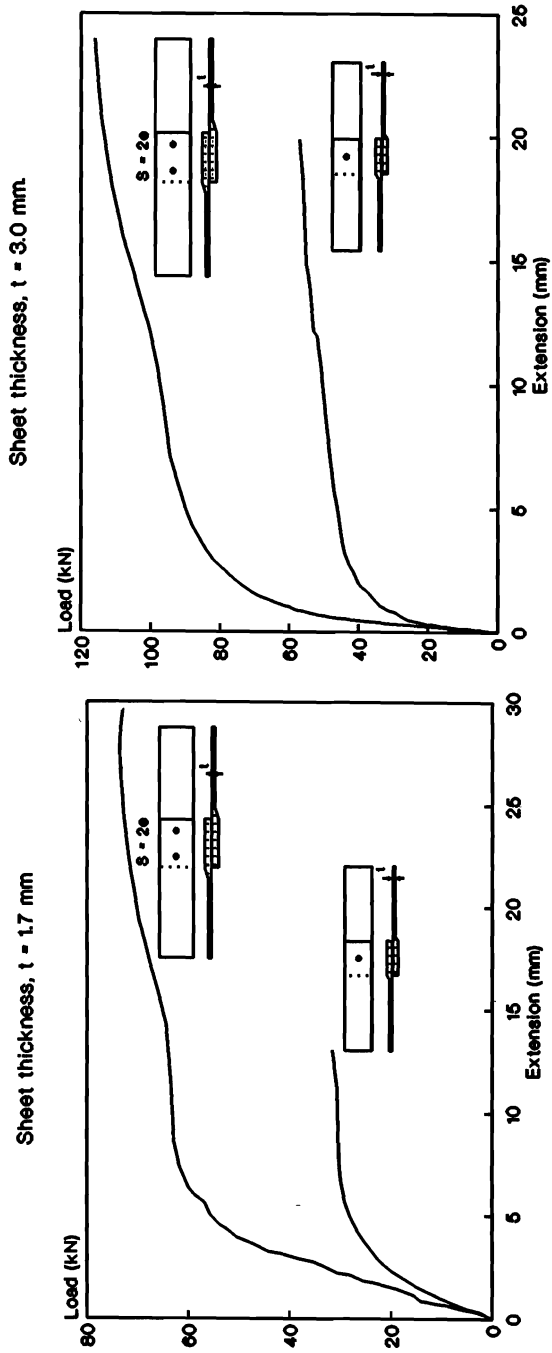 Sheet thickness, t = 1.7 mm
Load (kN)
80
60
40
20
0
S = 2e
t
t
0
5
10
15
20
25
30
Extension (mm)
Sheet thickness, t = 3.0 mm.
Load (kN)
120
100
80
60
40
20
0
S = 2e
t
t
0
5
10
15
20
25
Extension (mm)